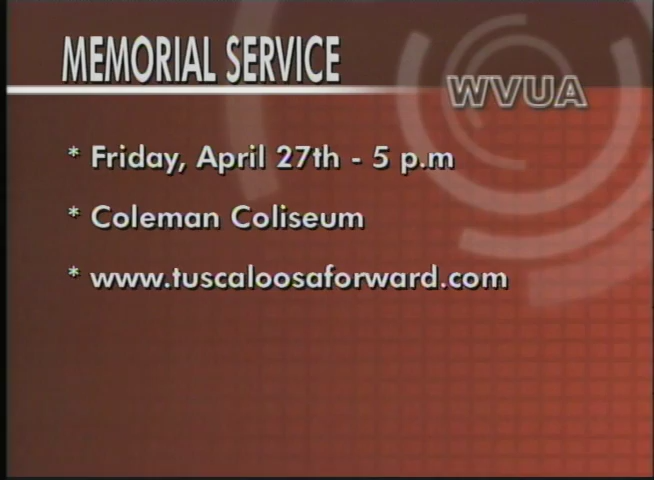 MEMORIAL SERVICE
WVUA
* Friday, April 27th - 5 p.m
* Coleman Coliseum
* www.tuscaloosaforward.com